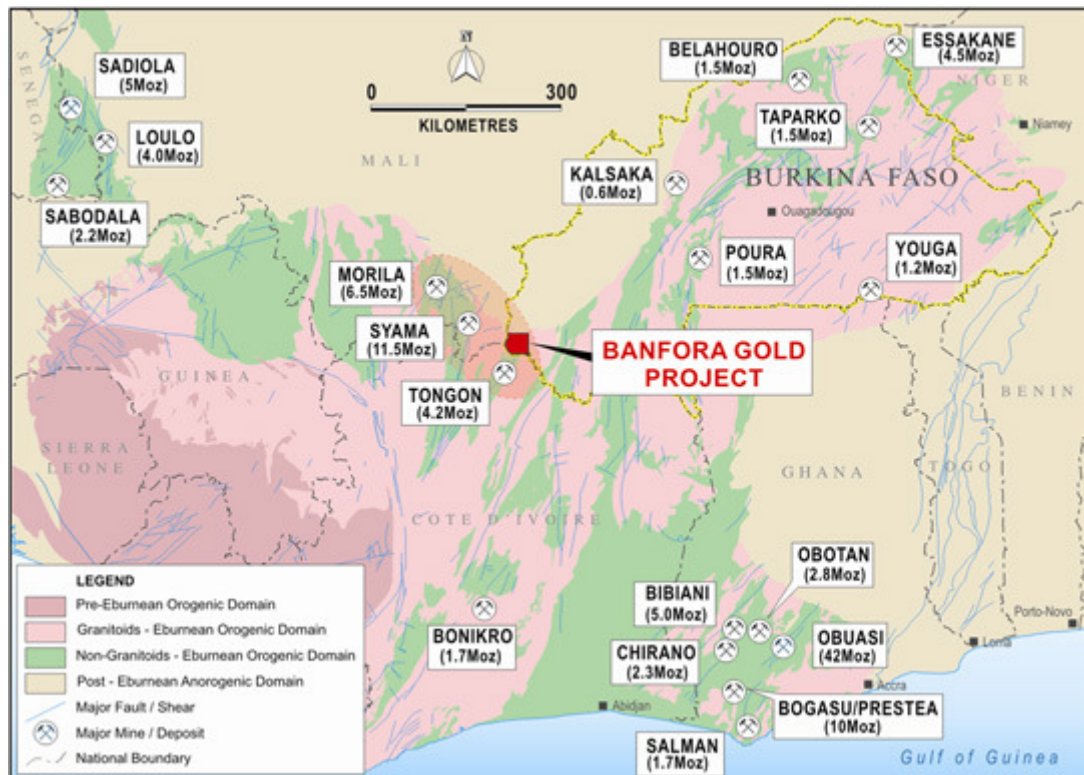 N
0 300
KILOMETRES
SENEGAL
SADIOLA
(5Moz)
LOULO
(4.0Moz)
SABODALA
(2.2Moz)
MALI
BELAHOURO
(1.5Moz)
ESSAKANE
(4.5Moz)
NIGER
Niamey
TAPARKO
(1.5Moz)
KALSAKA
(0.6Moz)
BURKINA FASO
Ouagadougou
POURA
(1.5Moz)
YOUGA
(1.2Moz)
MORILA
(6.5Moz)
SYAMA
(11.5Moz)
BANFORA GOLD
PROJECT
TONGON
(4.2Moz)
GUINEA
SIERRA
LEONE
BENIN
GHANA
TOGO
COTE D'IVOIRE
OBOTAN
(2.8Moz)
BIBIANI
(5.0Moz)
BONIKRO
(1.7Moz)
CHIRANO
(2.3Moz)
OBUASI
(42Moz)
Porto-Novo
Loma
Accra
Abidjan
BOGASU/PRESTEA
(10Moz)
SALMAN
(1.7Moz)
Gulf of Guinea
LEGEND
Pre-Eburnean Orogenic Domain
Granitoids - Eburnean Orogenic Domain
Non-Granitoids - Eburnean Orogenic Domain
Post - Eburnean Anorogenic Domain
Major Fault / Shear
Major Mine / Deposit
National Boundary